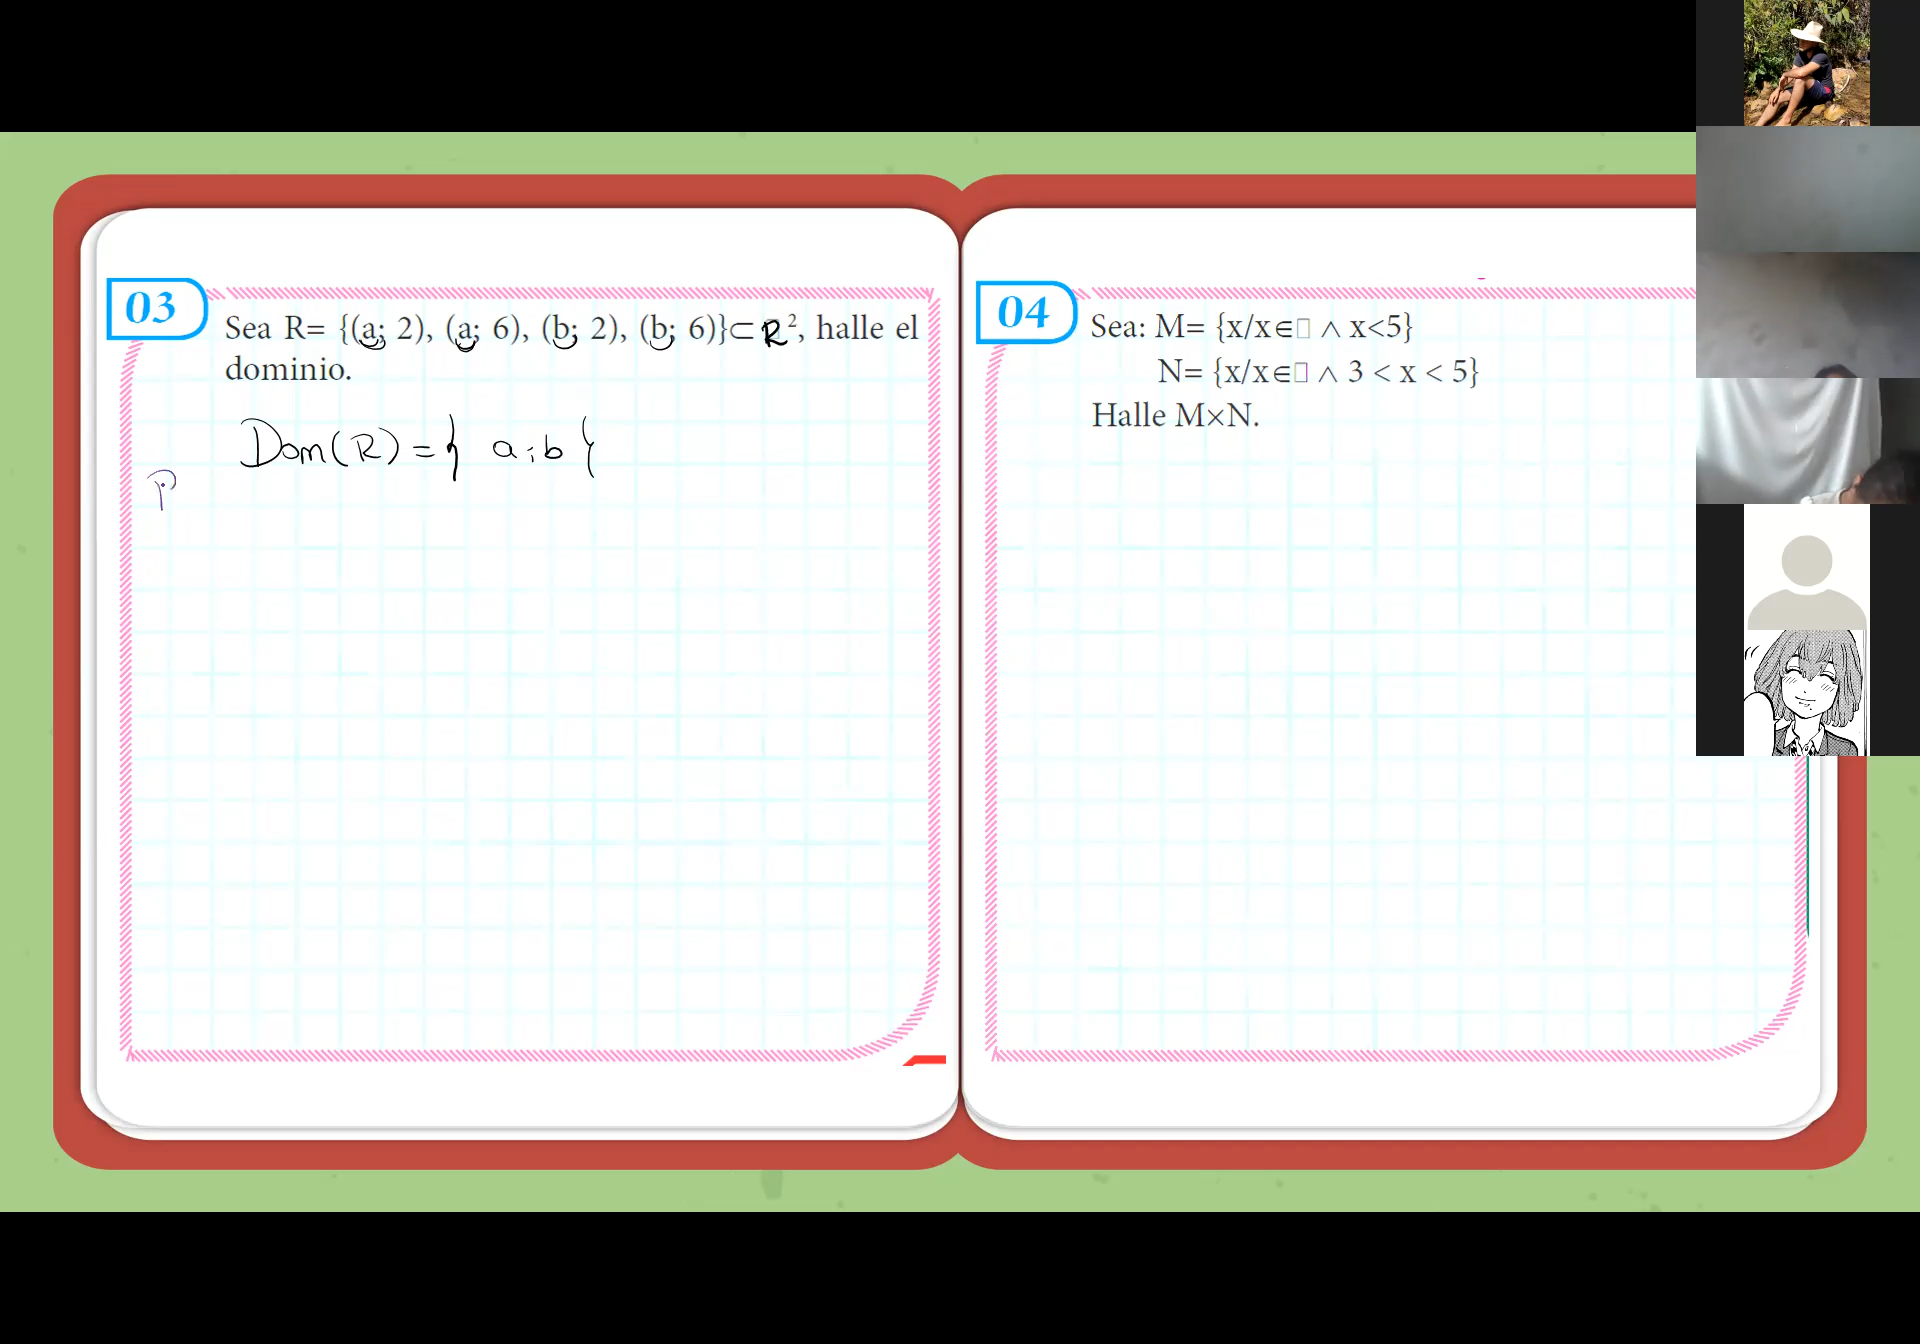 03
Sea R= {(a; 2), (a; 6), (b; 2), (b; 6)}⊂ R², halle el
dominio.
Dom(R) = { a ; b }
P
04
Sea: M= {x/x∈□ ∧ x<5}
N= {x/x∈□ ∧ 3 < x < 5}
Halle M×N.